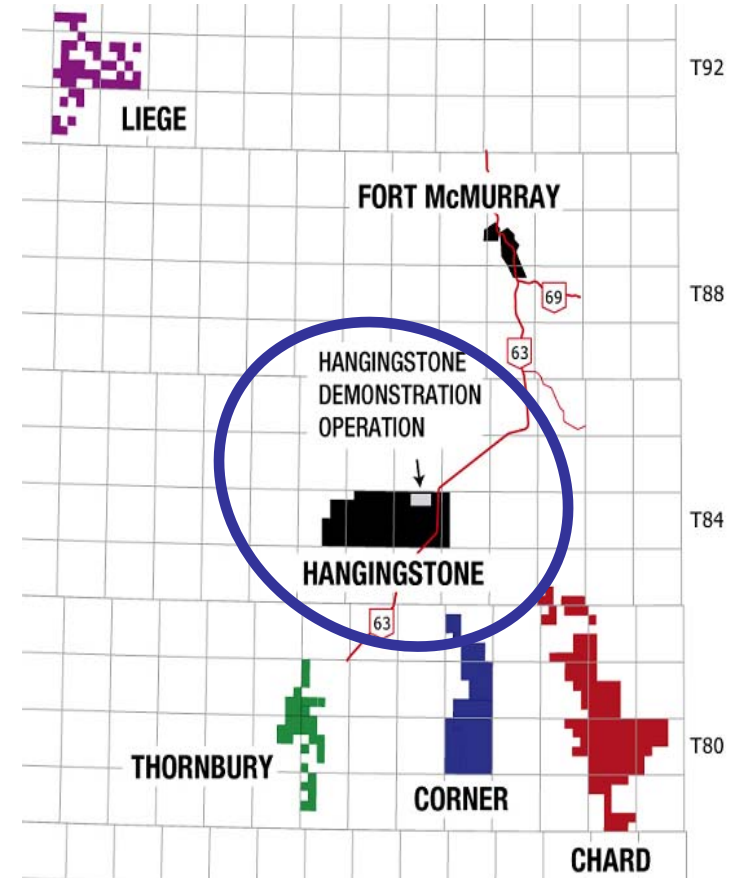 T92
LIEGE
FORT McMURRAY
T88
69
63
HANGINGSTONE
DEMONSTRATION
OPERATION
T84
HANGINGSTONE
63
T80
THORNBURY
CORNER
CHARD